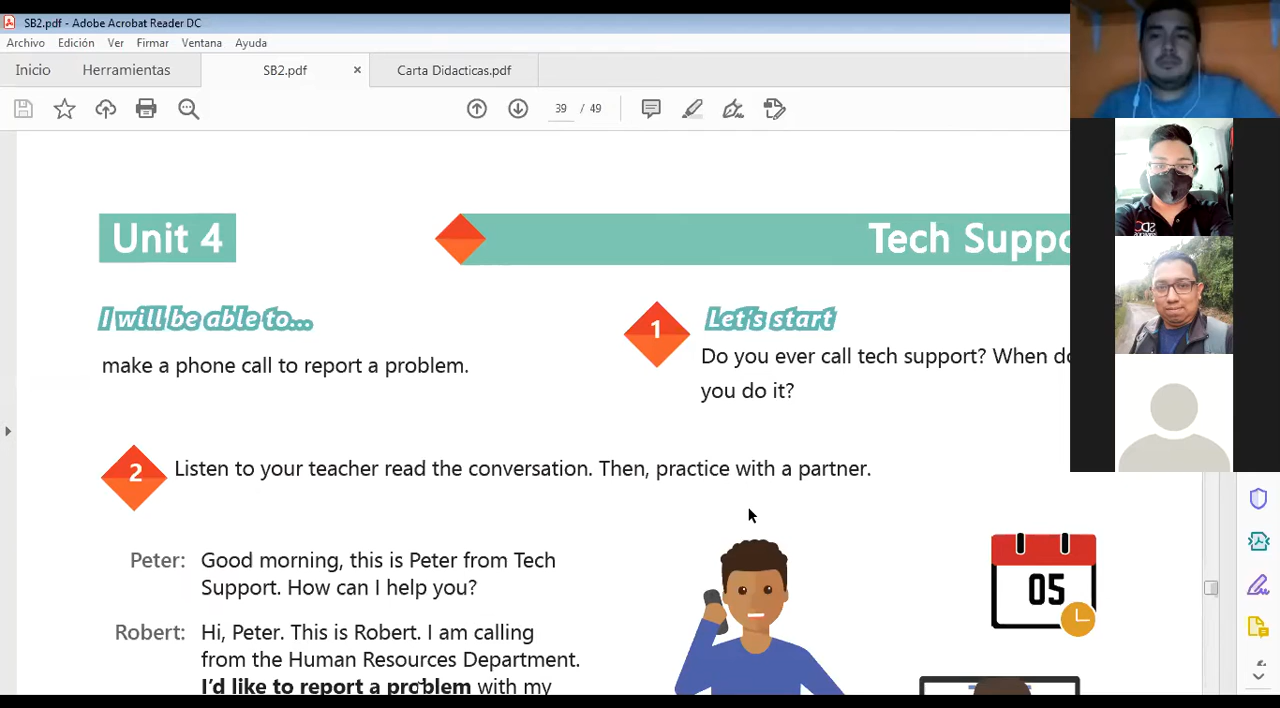 SB2.pdf - Adobe Acrobat Reader DC
Archivo Edición Ver Firmar Ventana Ayuda
Inicio Herramientas SB2.pdf × Carta Didacticas.pdf
39 / 49
Unit 4
Tech Suppo
I will be able to...
make a phone call to report a problem.
1
Let's start
Do you ever call tech support? When do
you do it?
2
Listen to your teacher read the conversation. Then, practice with a partner.
Peter: Good morning, this is Peter from Tech
Support. How can I help you?
Robert: Hi, Peter. This is Robert. I am calling
from the Human Resources Department.
I'd like to report a problem with my
05